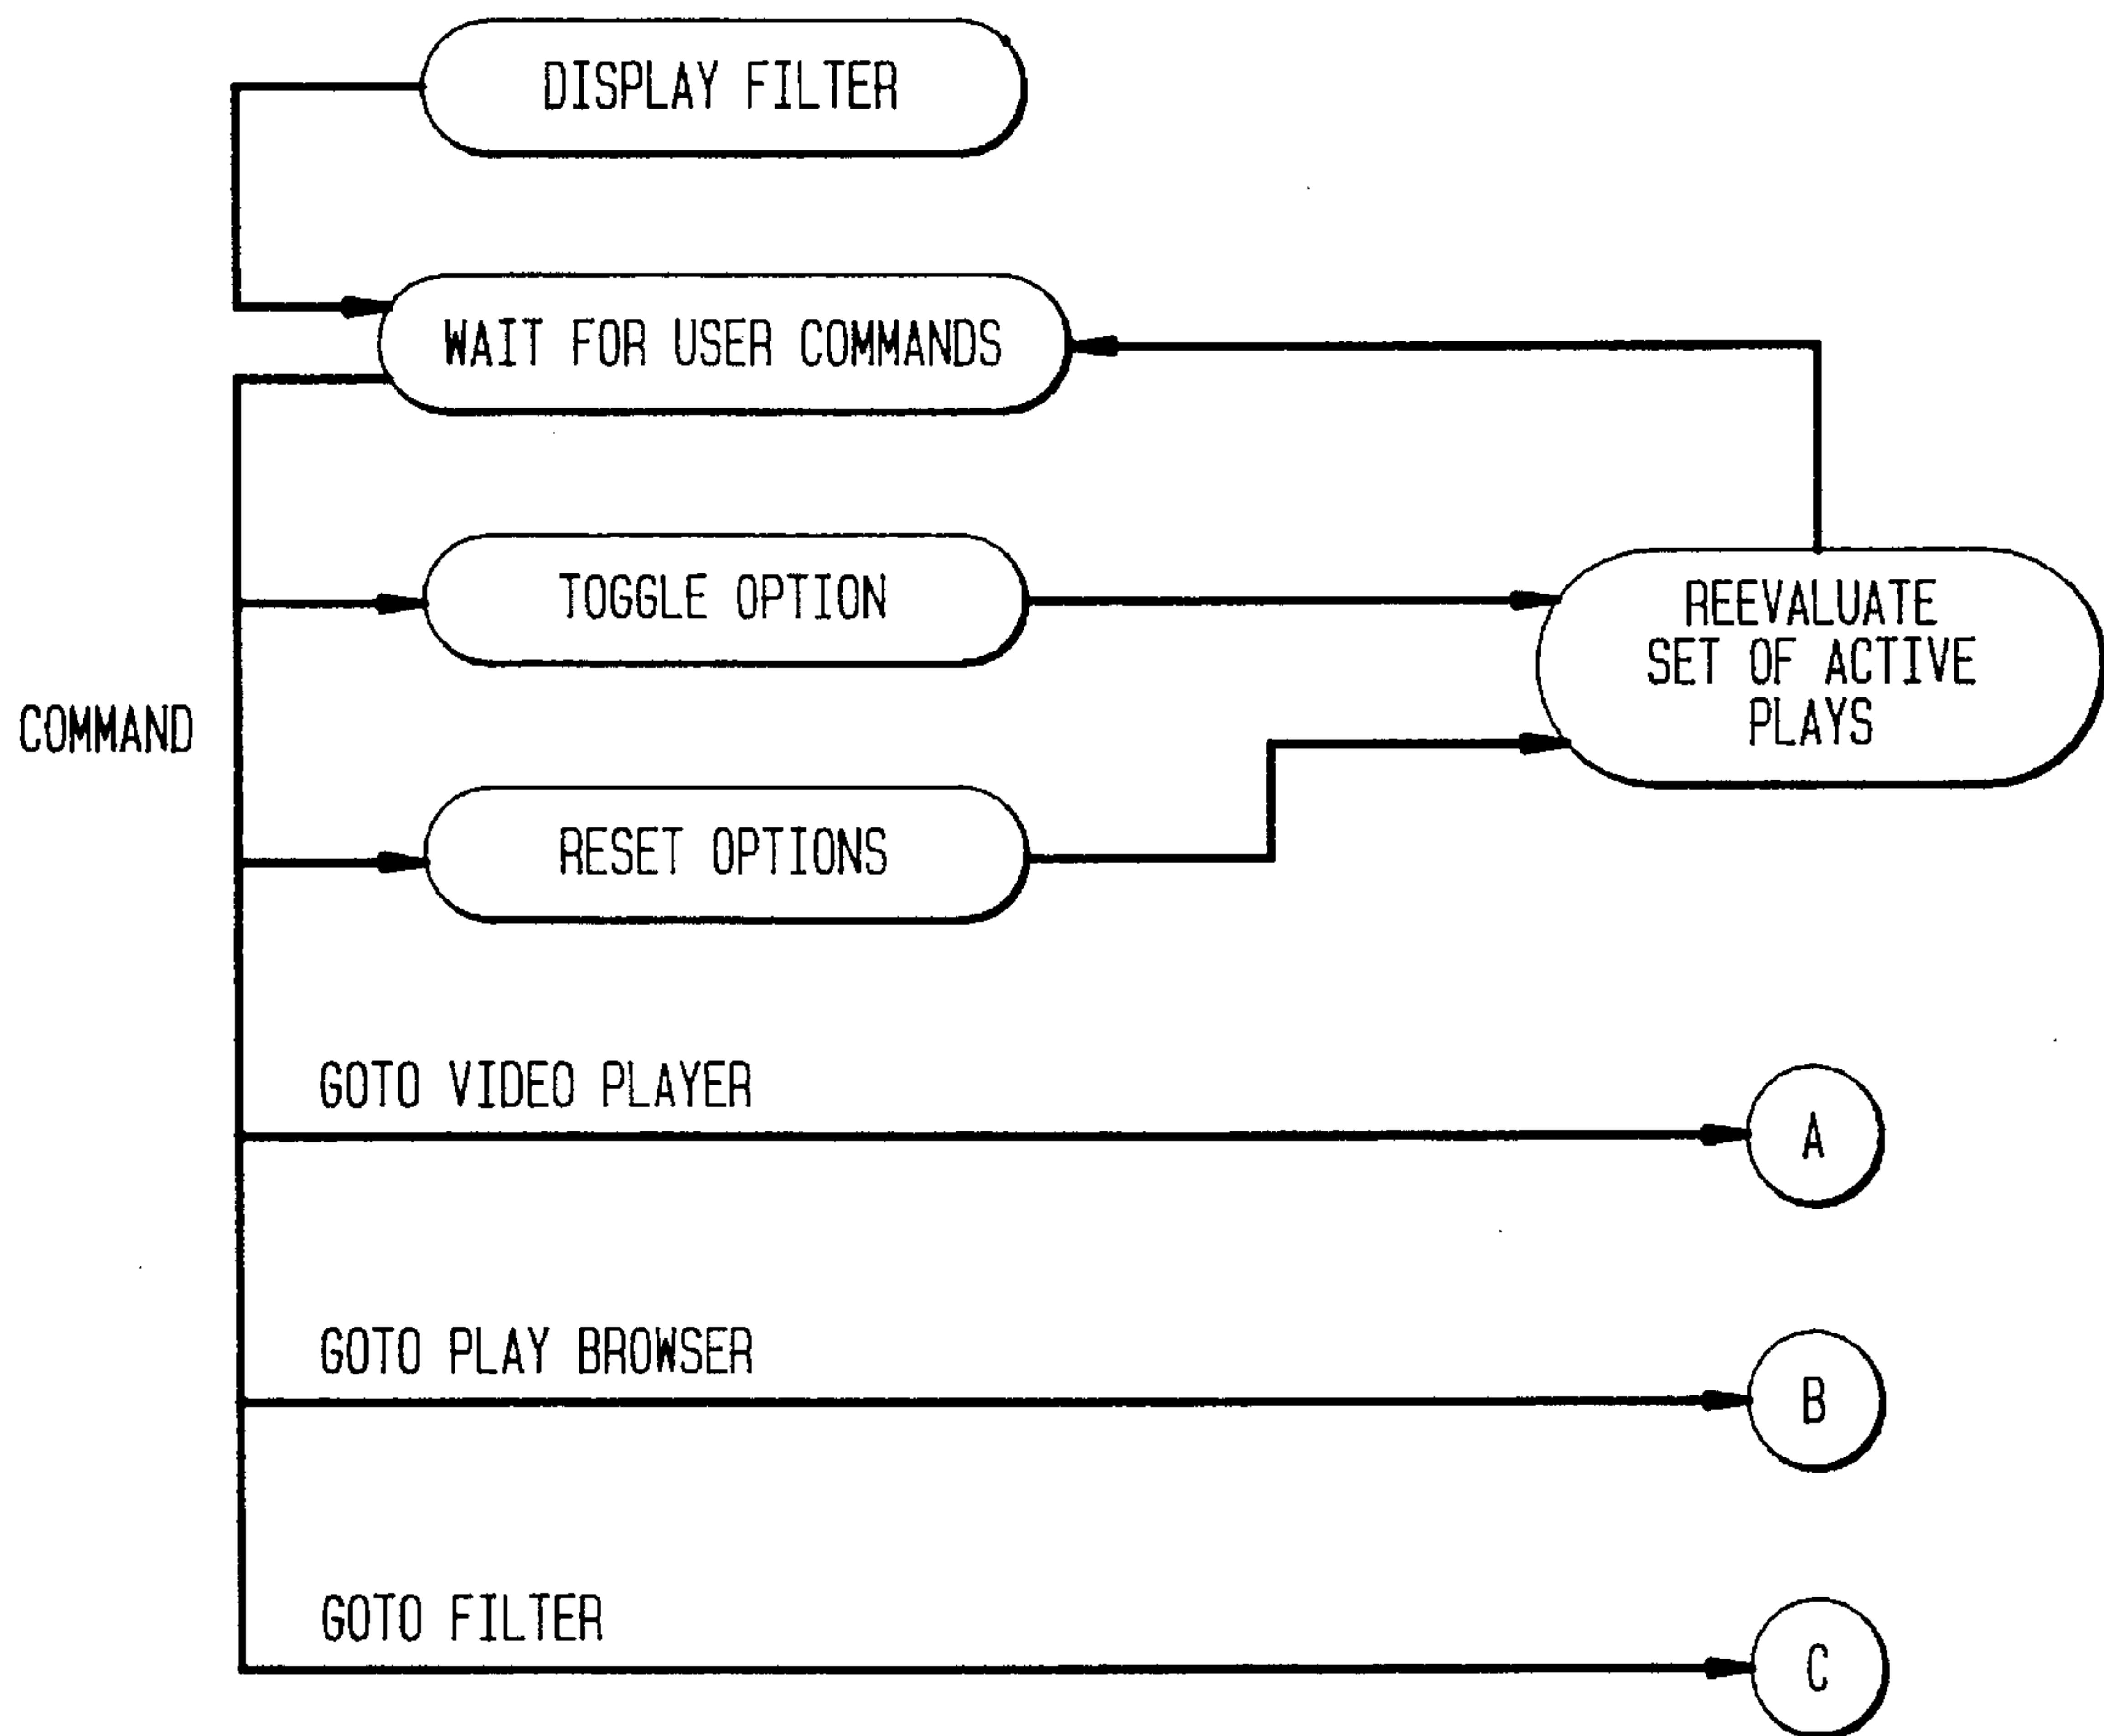 DISPLAY FILTER
WAIT FOR USER COMMANDS
TOGGLE OPTION
REEVALUATE
SET OF ACTIVE
PLAYS
COMMAND
RESET OPTIONS
GOTO VIDEO PLAYER
A
GOTO PLAY BROWSER
B
GOTO FILTER
C